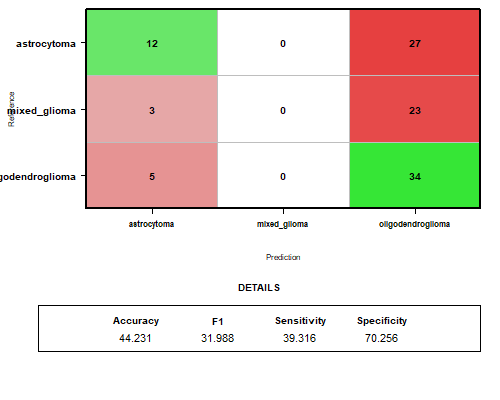 astrocytoma 12 0 27
Reference
mixed_glioma 3 0 23
godendroglioma 5 0 34
astrocytoma mixed_glioma oligodendroglioma
Prediction
DETAILS
Accuracy F1 Sensitivity Specificity
44.231 31.988 39.316 70.256